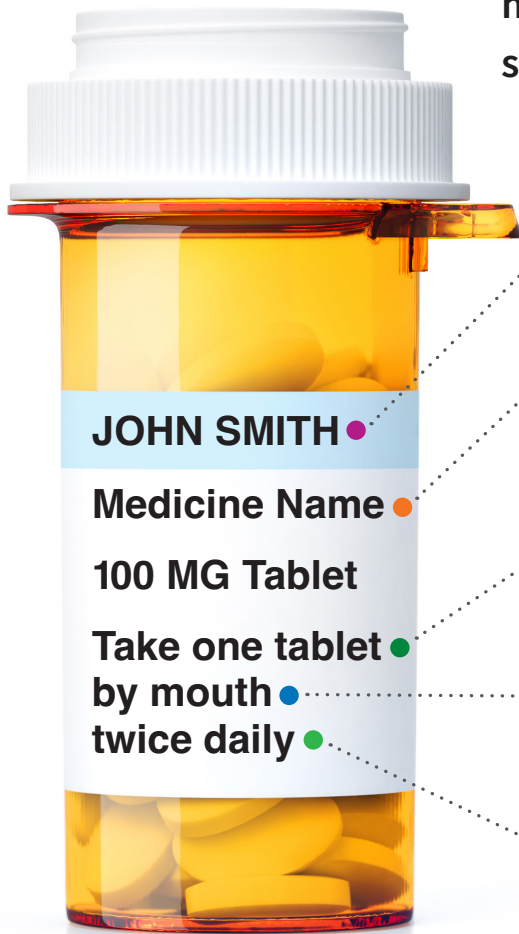 JOHN SMITH
Medicine Name
100 MG Tablet
Take one tablet
by mouth
twice daily